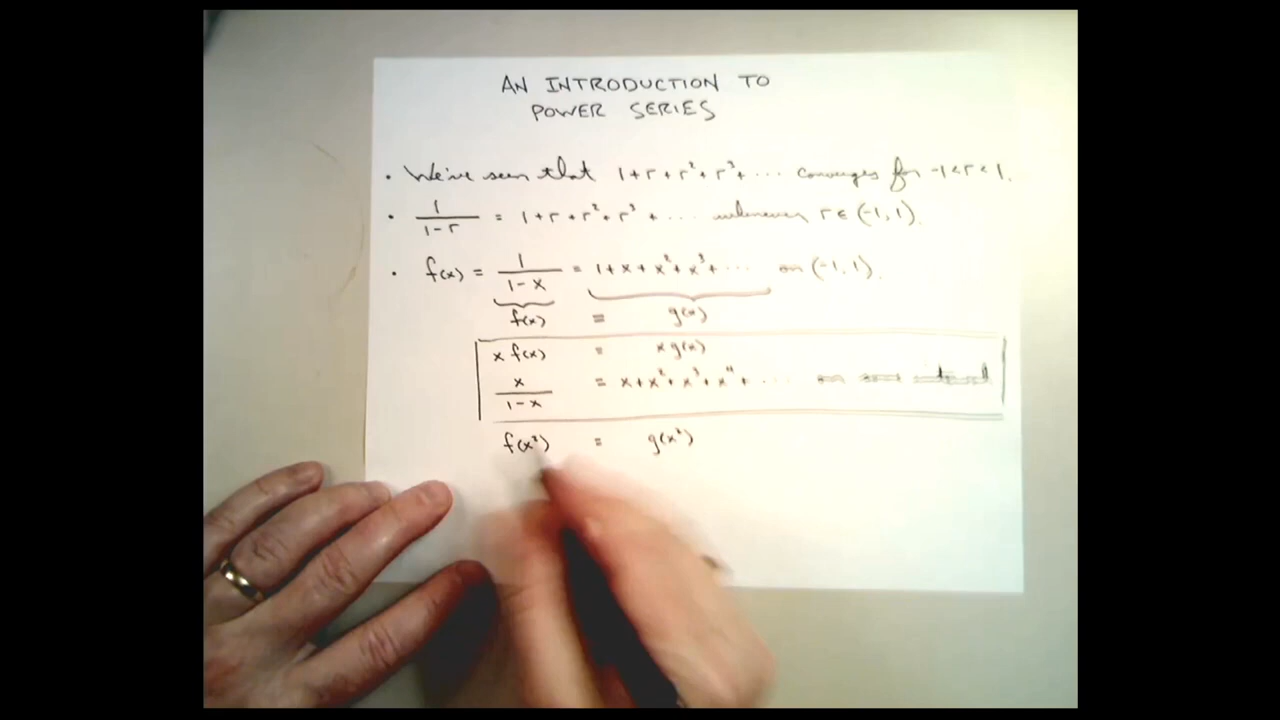 AN INTRODUCTION TO
POWER SERIES
• We've seen that 1 + r + r² + r³ + ··· converges for -1 < r < 1.
• 1/(1-r) = 1 + r + r² + r³ + ···· whenever r ∈ (-1, 1).
• f(x) = 1/(1-x) = 1 + x + x² + x³ + ··· on (-1, 1).
f(x) = g(x)
x f(x) = x g(x)
x/(1-x) = x + x² + x³ + x⁴ + ···· on
f(x²) = g(x²)